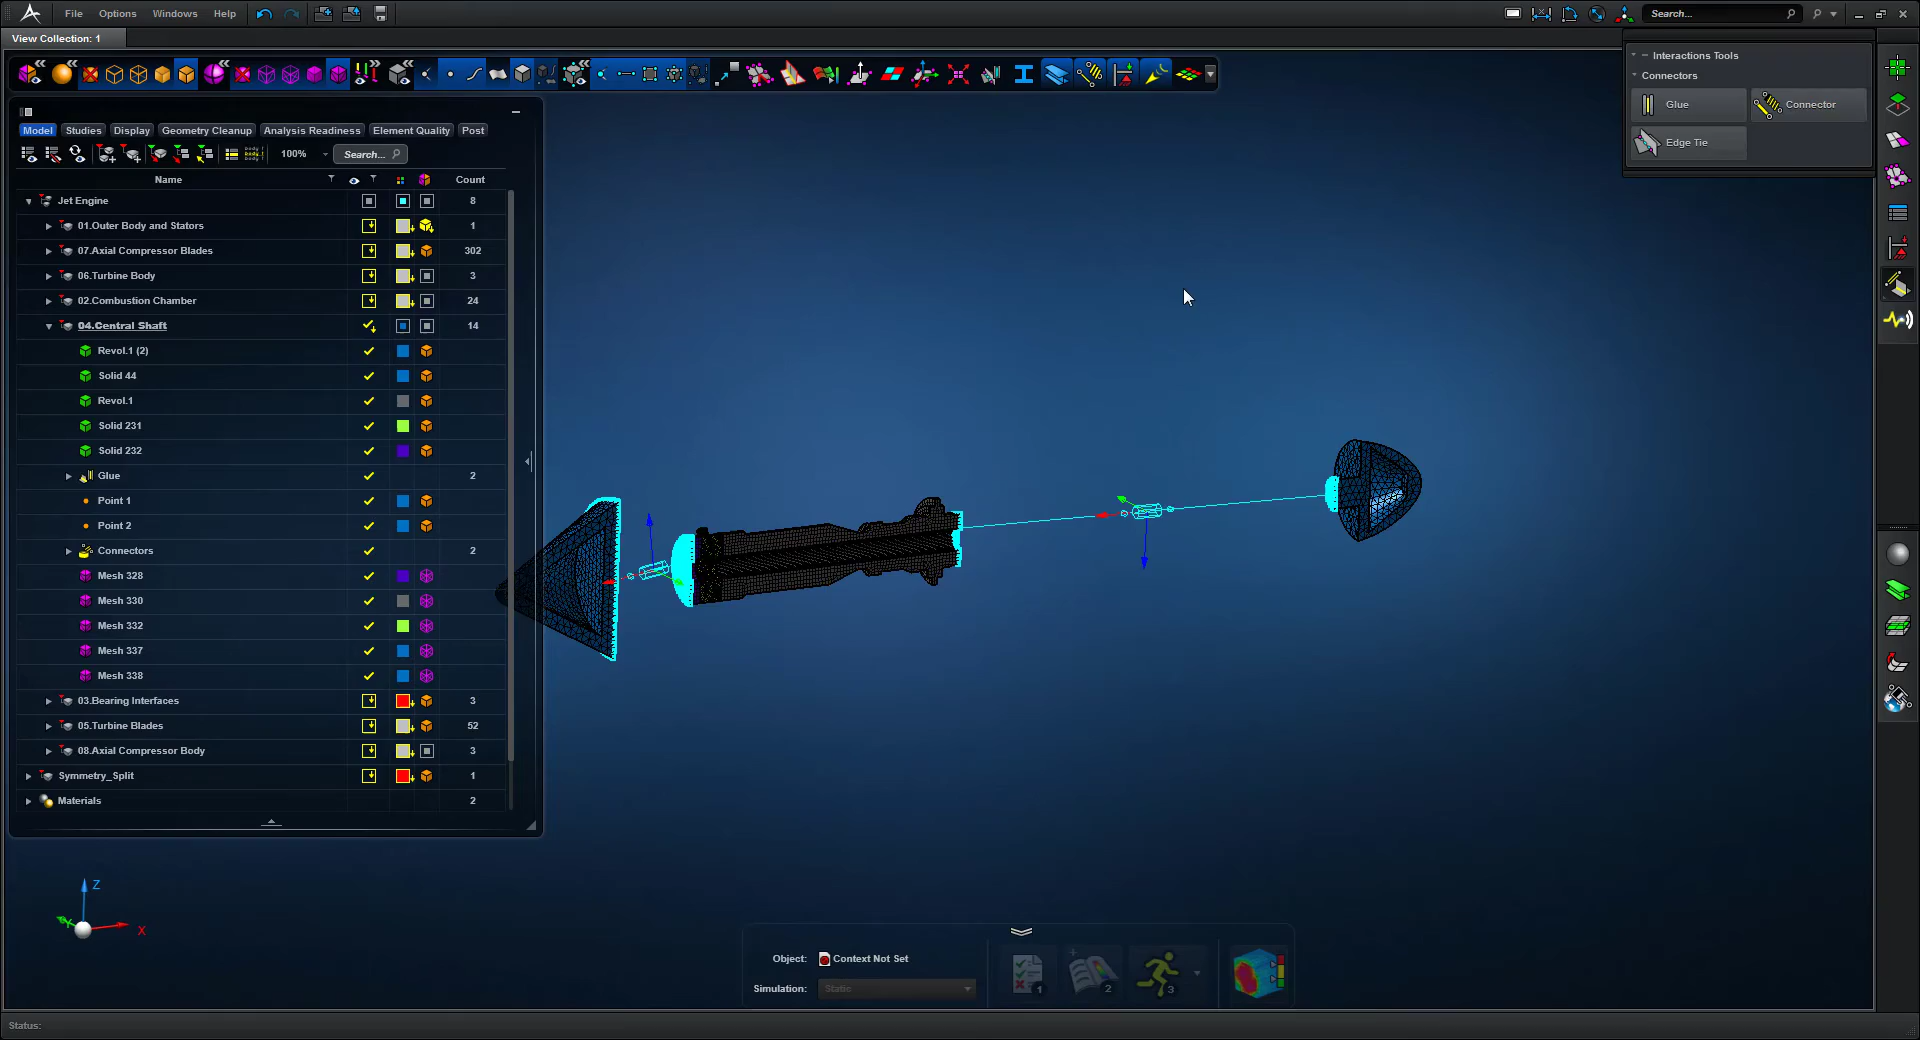 File Options Windows Help Search...
View Collection: 1
Interactions Tools
Connectors
Glue Connector
Edge Tie
Model Studies Display Geometry Cleanup Analysis Readiness Element Quality Post
100% Search...
Name Count
Jet Engine 8
01.Outer Body and Stators 1
07.Axial Compressor Blades 302
06.Turbine Body 3
02.Combustion Chamber 24
04.Central Shaft 14
Revol.1 (2)
Solid 44
Revol.1
Solid 231
Solid 232
Glue 2
Point 1
Point 2
Connectors 2
Mesh 328
Mesh 330
Mesh 332
Mesh 337
Mesh 338
03.Bearing Interfaces 3
05.Turbine Blades 52
08.Axial Compressor Body 3
Symmetry_Split 1
Materials 2
Z
Y
X
Object: Context Not Set
Simulation: Static
1 2 3
Status: